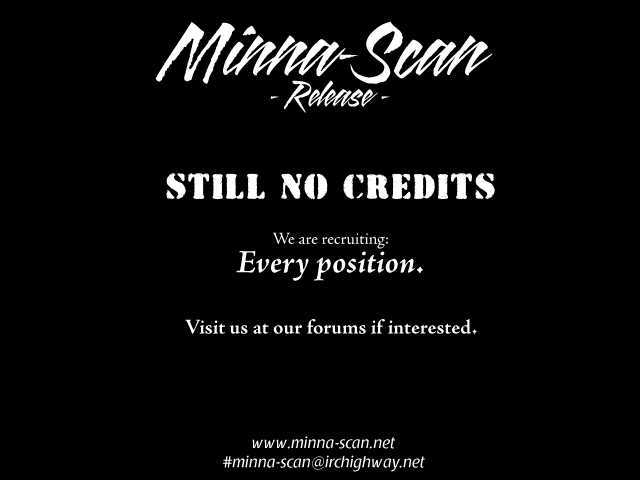 Minna-Scan
- Release -
STILL NO CREDITS
We are recruiting:
Every position.
Visit us at our forums if interested.
www.minna-scan.net
#minna-scan@irchighway.net